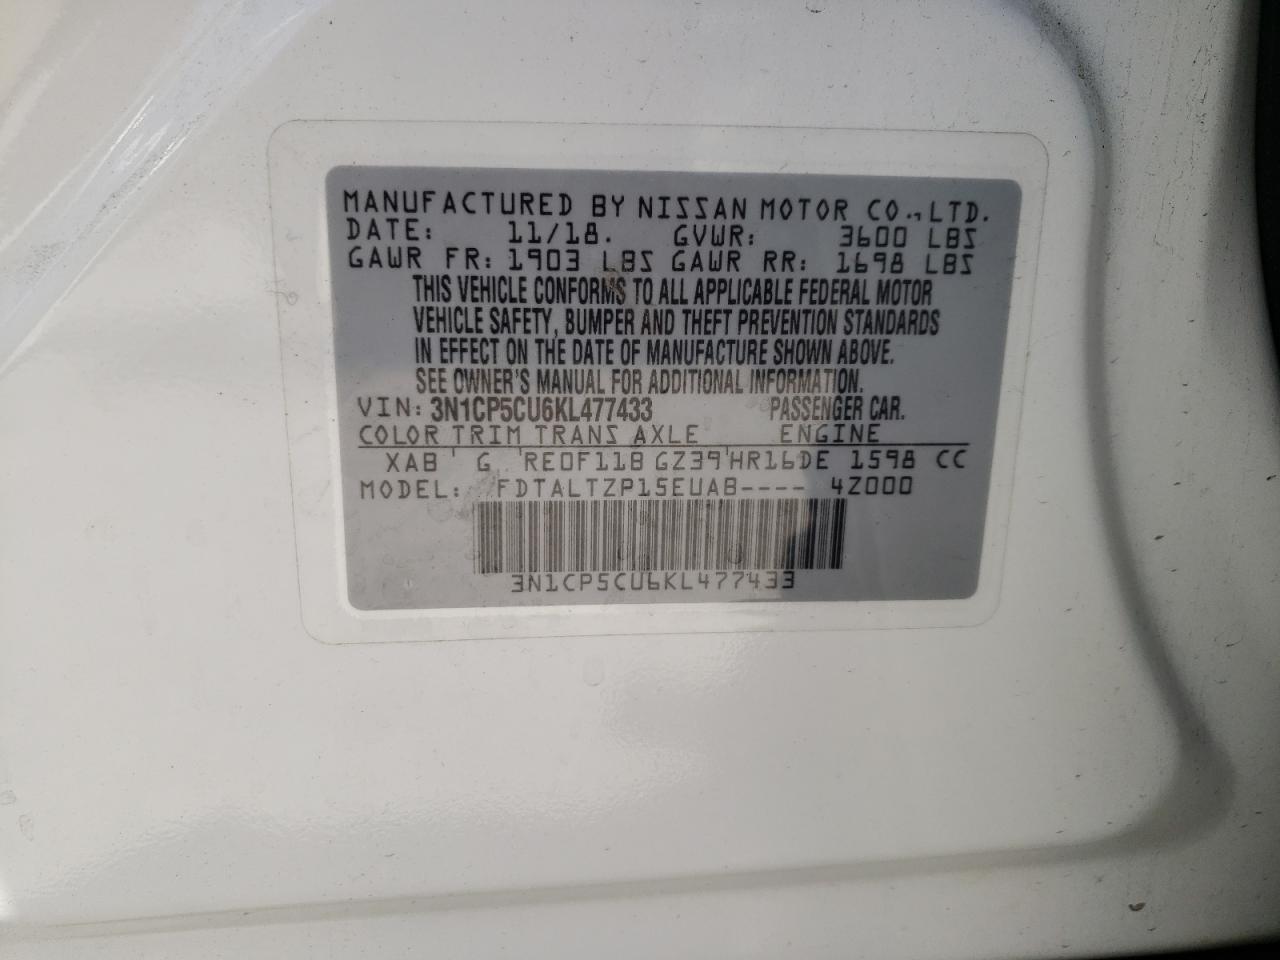 MANUFACTURED BY NISSAN MOTOR CO., LTD.
DATE: 11/18. GVWR: 3600 LBS
GAWR FR: 1903 LBS GAWR RR: 1698 LBS
THIS VEHICLE CONFORMS TO ALL APPLICABLE FEDERAL MOTOR
VEHICLE SAFETY, BUMPER AND THEFT PREVENTION STANDARDS
IN EFFECT ON THE DATE OF MANUFACTURE SHOWN ABOVE.
SEE OWNER'S MANUAL FOR ADDITIONAL INFORMATION.
VIN: 3N1CP5CU6KL477433 PASSENGER CAR.
COLOR TRIM TRANS AXLE ENGINE
XAB G RE0F11B GZ39 HR16DE 1598 CC
MODEL: FDTALTZP15EUAB---- 4Z000
3N1CP5CU6KL477433